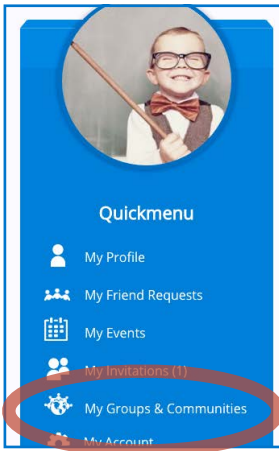 Quickmenu
My Profile
My Friend Requests
My Events
My Invitations (1)
My Groups & Communities
My Account